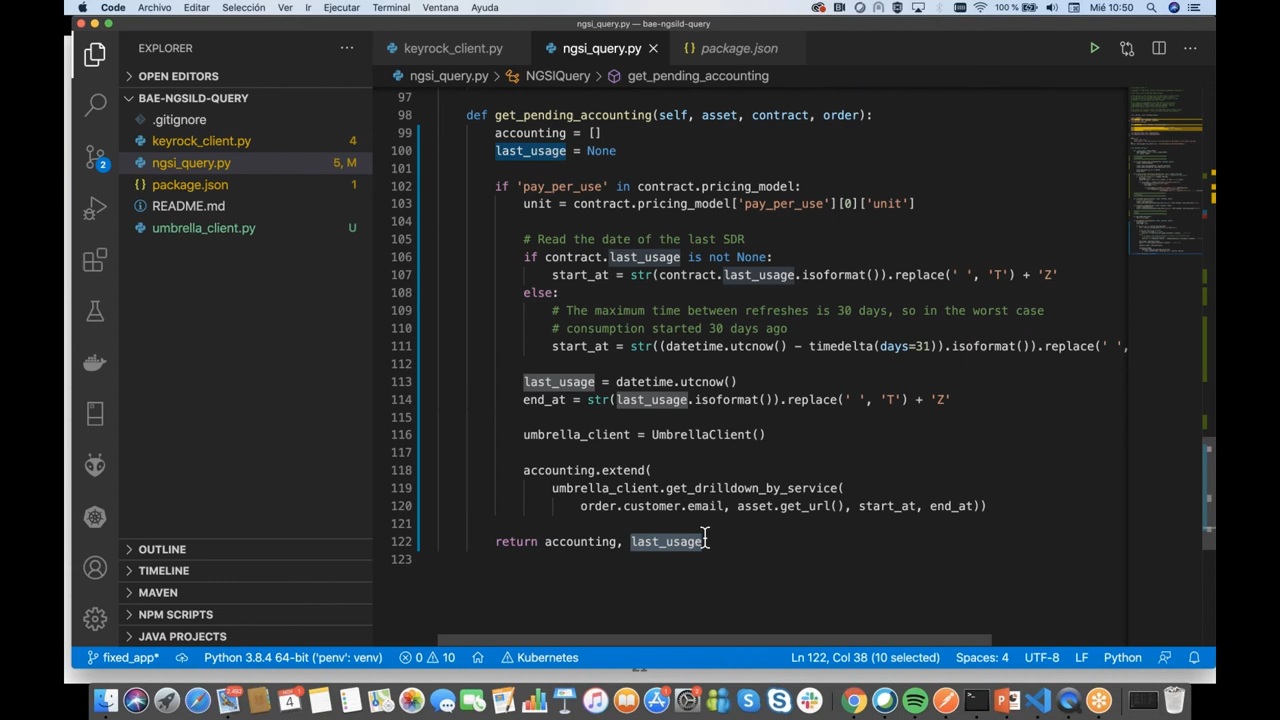 Code Archivo Editar Selección Ver Ir Ejecutar Terminal Ventana Ayuda 100 % Mié 10:50
ngsi_query.py — bae-ngsild-query
EXPLORER
keyrock_client.py ngsi_query.py package.json
OPEN EDITORS
ngsi_query.py > NGSIQuery > get_pending_accounting
BAE-NGSILD-QUERY
.gitignore
keyrock_client.py 4
ngsi_query.py 5, M
package.json 1
README.md
umbrella_client.py U
2
97
98 def get_pending_accounting(self, asset, contract, order):
99 accounting = []
100 last_usage = None
101
102 if 'pay_per_use' in contract.pricing_model:
103 unit = contract.pricing_model['pay_per_use'][0]['unit']
104
105 # Read the date of the last SDR
106 if contract.last_usage is not None:
107 start_at = str(contract.last_usage.isoformat()).replace(' ', 'T') + 'Z'
108 else:
109 # The maximum time between refreshes is 30 days, so in the worst case
110 # consumption started 30 days ago
111 start_at = str((datetime.utcnow() - timedelta(days=31)).isoformat()).replace(' ',
112
113 last_usage = datetime.utcnow()
114 end_at = str(last_usage.isoformat()).replace(' ', 'T') + 'Z'
115
116 umbrella_client = UmbrellaClient()
117
118 accounting.extend(
119 umbrella_client.get_drilldown_by_service(
120 order.customer.email, asset.get_url(), start_at, end_at))
121
122 return accounting, last_usage
123
OUTLINE
TIMELINE
MAVEN
NPM SCRIPTS
JAVA PROJECTS
fixed_app* Python 3.8.4 64-bit ('penv': venv) 0 10 Kubernetes Ln 122, Col 38 (10 selected) Spaces: 4 UTF-8 LF Python